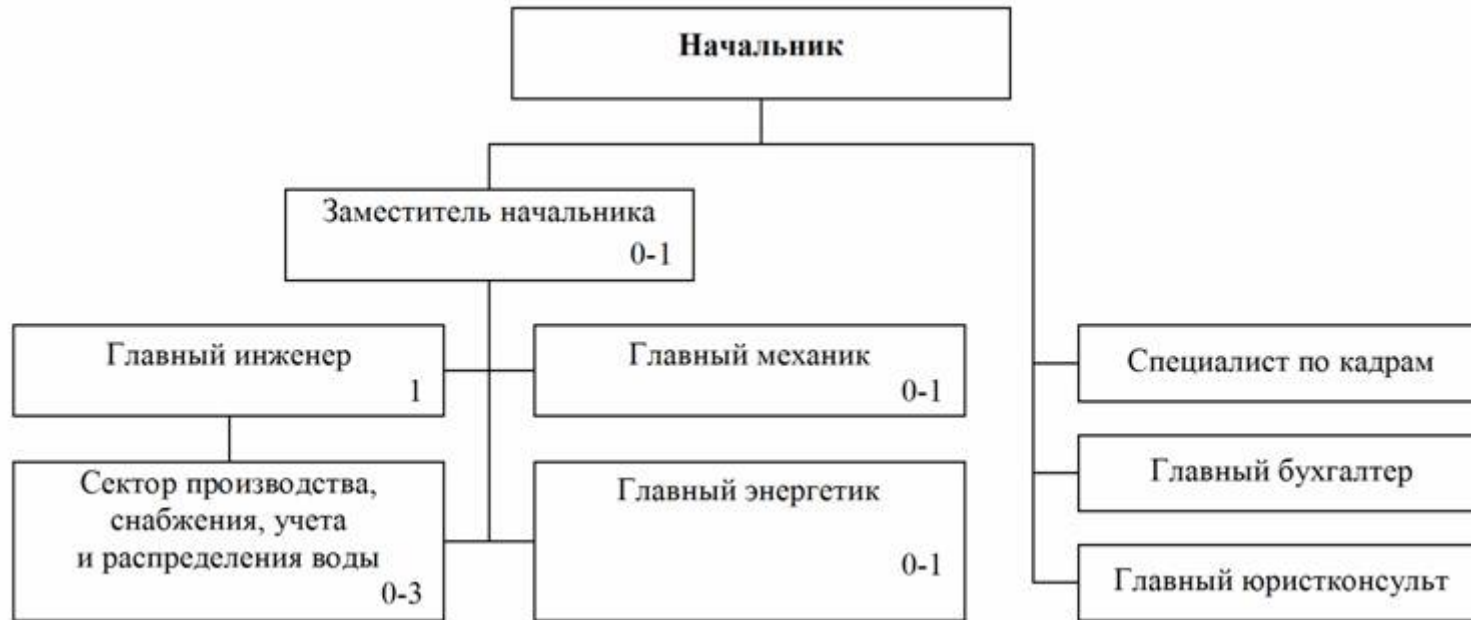 Начальник
Заместитель начальника
0-1
Главный инженер
1
Главный механик
0-1
Специалист по кадрам
Сектор производства,
снабжения, учета
и распределения воды
0-3
Главный энергетик
0-1
Главный бухгалтер
Главный юристконсульт